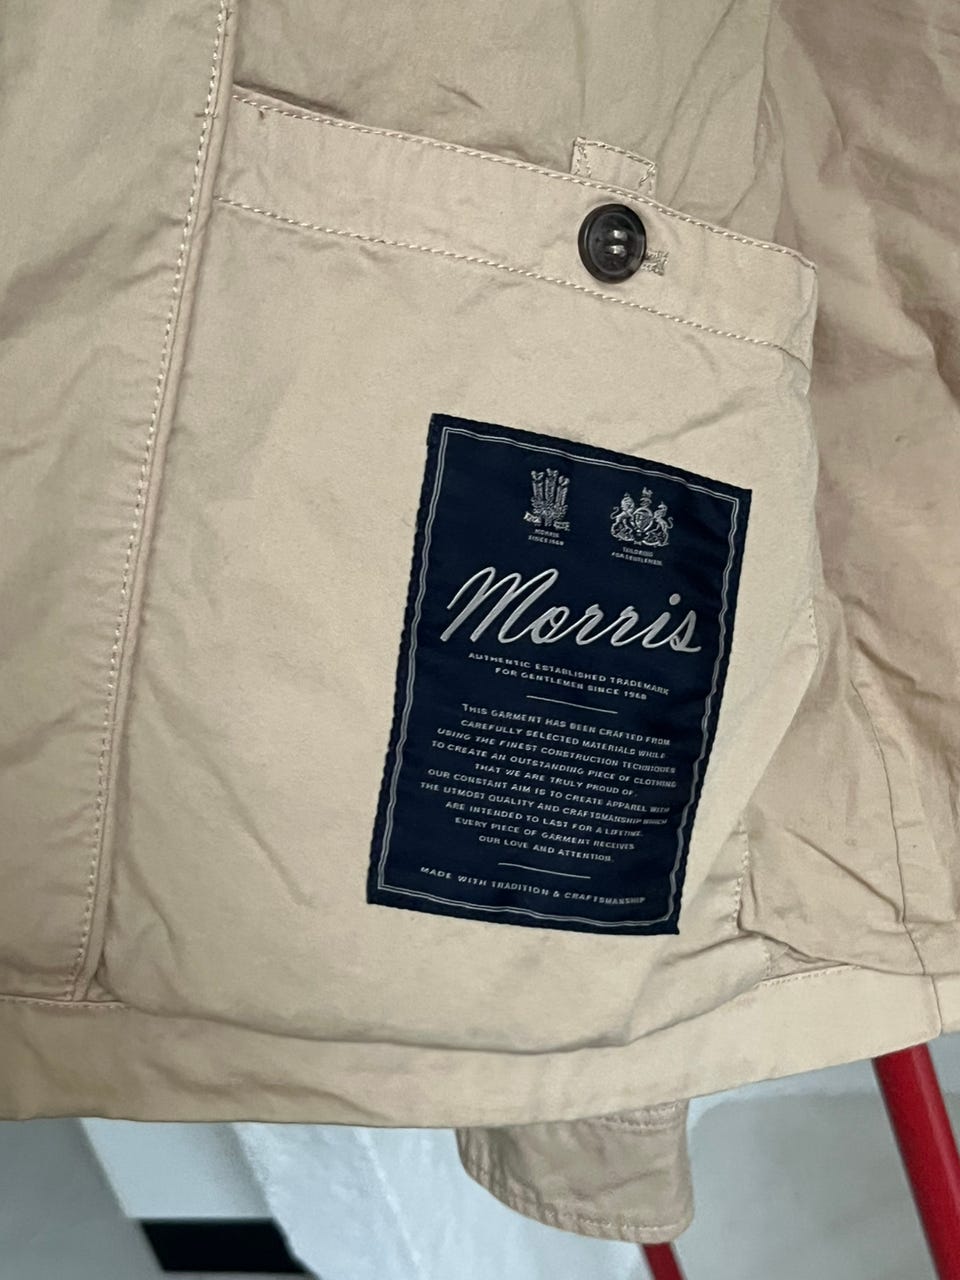 MORRIS
SINCE 1968
TAILORING
FOR GENTLEMEN
Morris
AUTHENTIC ESTABLISHED TRADEMARK
FOR GENTLEMEN SINCE 1968
THIS GARMENT HAS BEEN CRAFTED FROM
CAREFULLY SELECTED MATERIALS WHILE
USING THE FINEST CONSTRUCTION TECHNIQUES
TO CREATE AN OUTSTANDING PIECE OF CLOTHING
THAT WE ARE TRULY PROUD OF.
OUR CONSTANT AIM IS TO CREATE APPAREL WITH
THE UTMOST QUALITY AND CRAFTSMANSHIP WHICH
ARE INTENDED TO LAST FOR A LIFETIME.
EVERY PIECE OF GARMENT RECEIVES
OUR LOVE AND ATTENTION.
MADE WITH TRADITION & CRAFTSMANSHIP